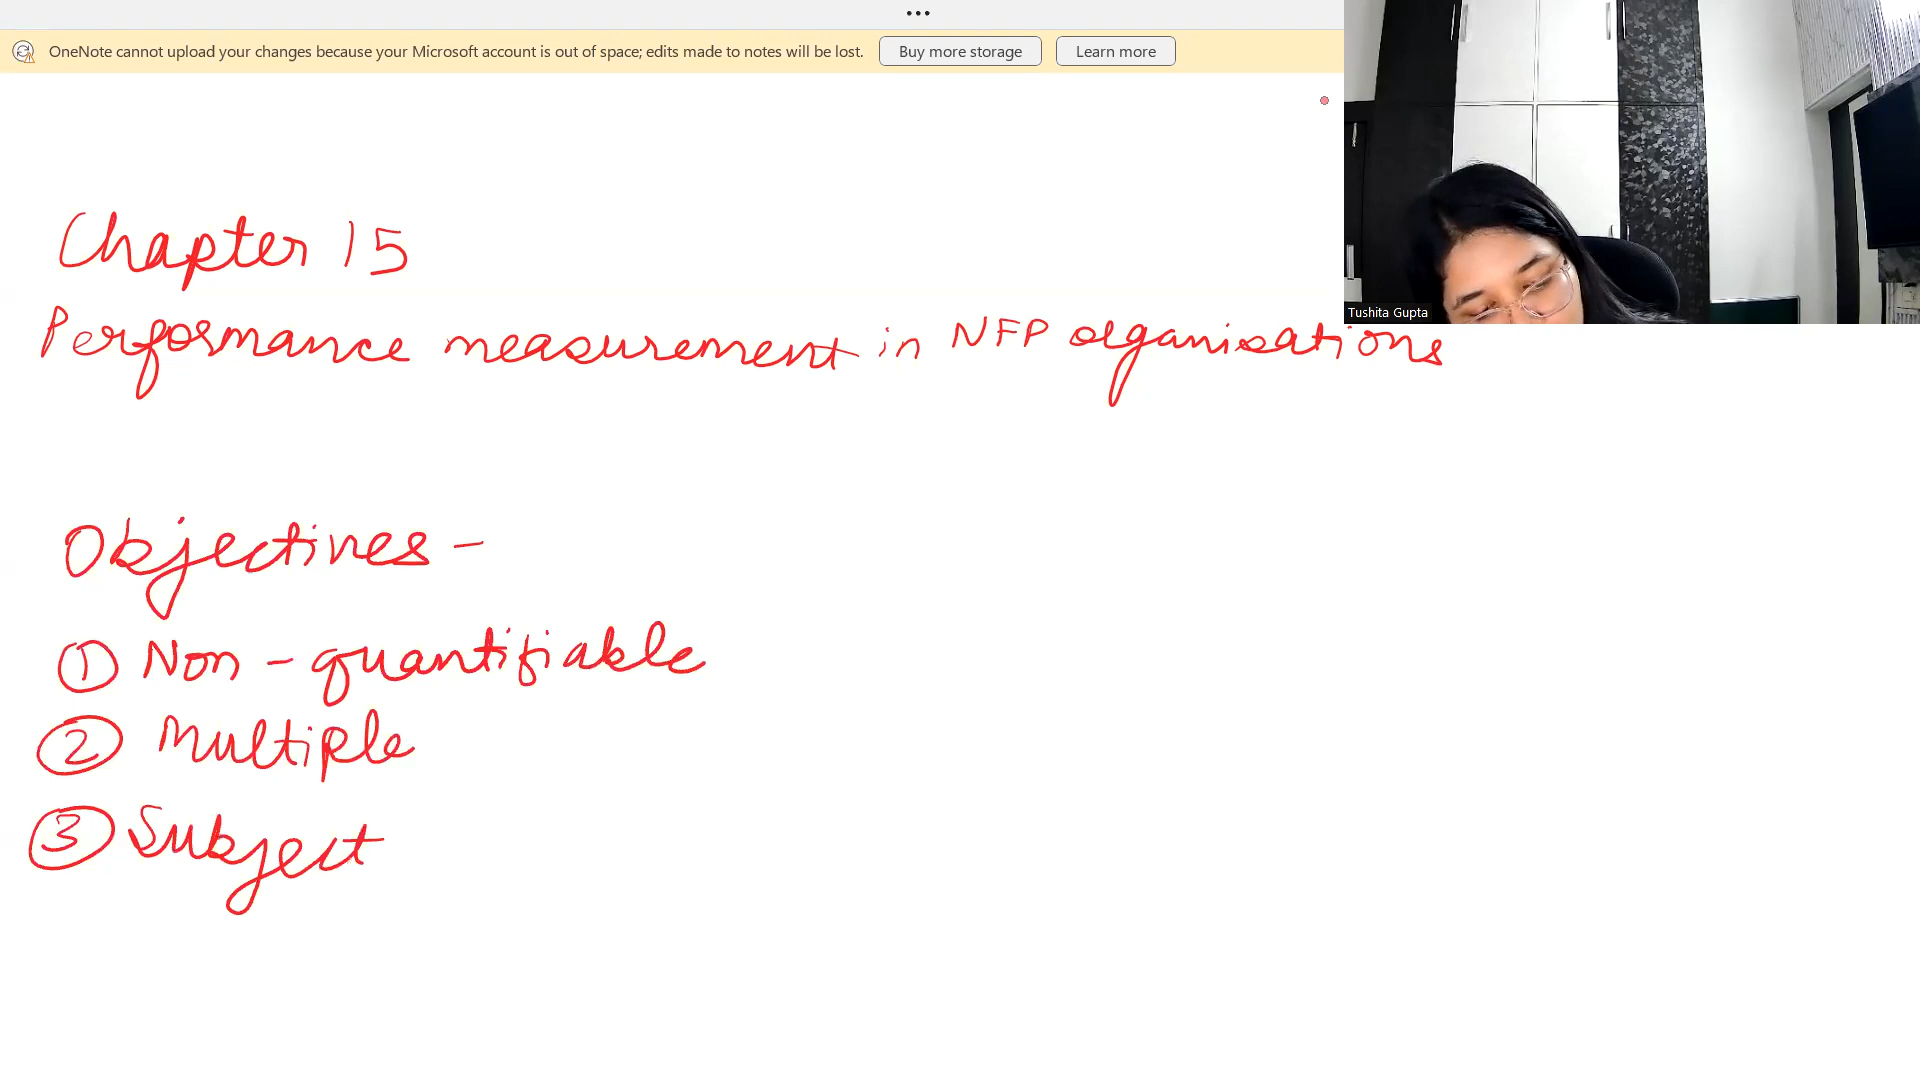 OneNote cannot upload your changes because your Microsoft account is out of space; edits made to notes will be lost. Buy more storage Learn more
Tushita Gupta
Chapter 15
Performance measurement in NFP organisations
Objectives -
① Non - quantifiable
② Multiple
③ Subject